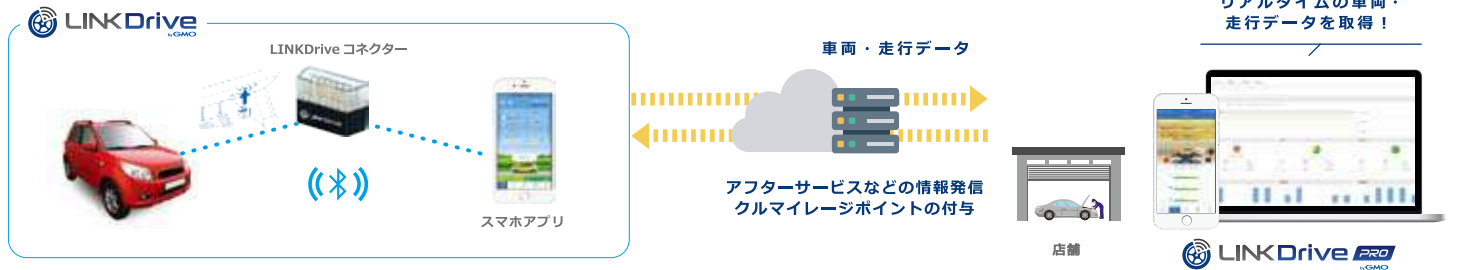 LINKDrive
by GMO
LINKDrive コネクター
スマホアプリ
車両・走行データ
アフターサービスなどの情報発信
クルマイレージポイントの付与
店舗
リアルタイムの車両・
走行データを取得！
LINKDrive PRO
by GMO